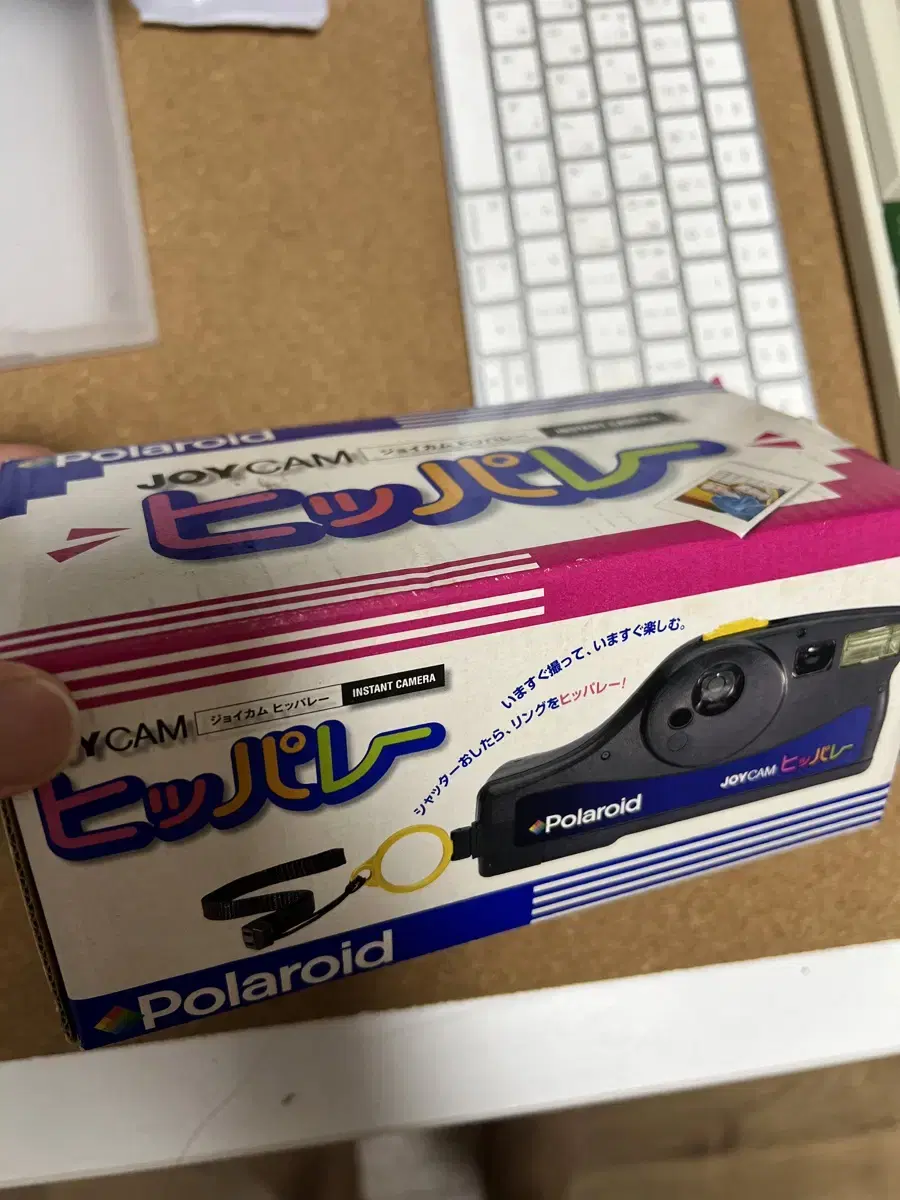 Polaroid
JOYCAM ジョイカム ヒッパレー INSTANT CAMERA
ヒッパレー
YCAM ジョイカム ヒッパレー INSTANT CAMERA
ヒッパレー
いますぐ撮って、いますぐ楽しむ。
シャッターおしたら、リングをヒッパレー!
Polaroid
JOYCAM ヒッパレー
Polaroid